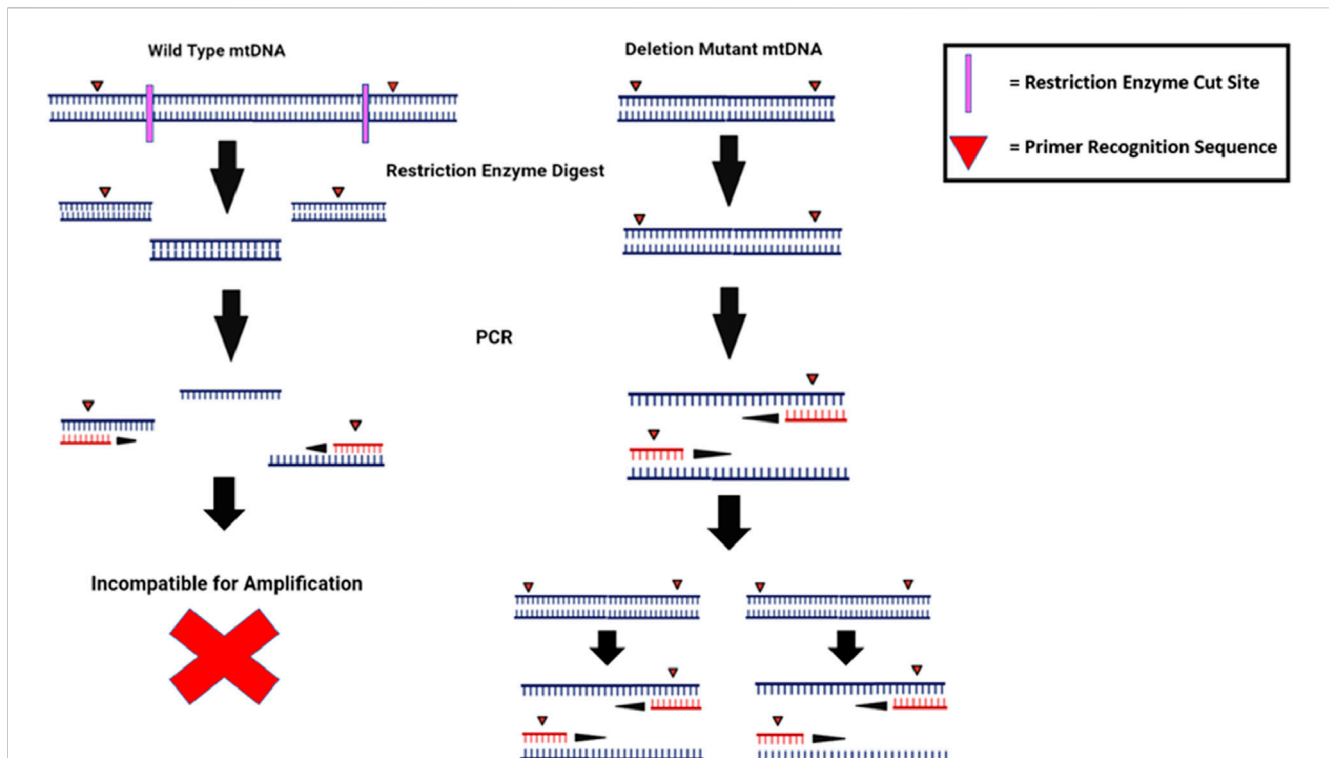 Wild Type mtDNA
Deletion Mutant mtDNA
= Restriction Enzyme Cut Site
= Primer Recognition Sequence
Restriction Enzyme Digest
PCR
Incompatible for Amplification